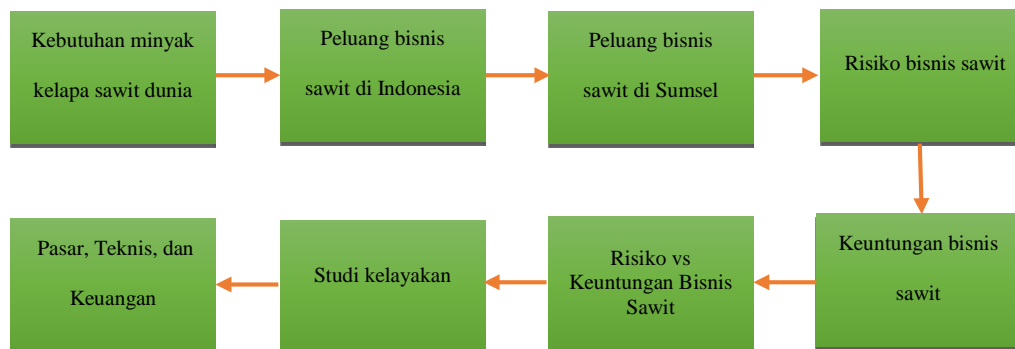 Kebutuhan minyak
kelapa sawit dunia
Peluang bisnis
sawit di Indonesia
Peluang bisnis
sawit di Sumsel
Risiko bisnis sawit
Keuntungan bisnis
sawit
Risiko vs
Keuntungan Bisnis
Sawit
Studi kelayakan
Pasar, Teknis, dan
Keuangan